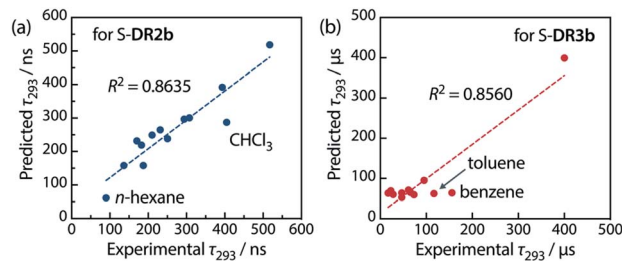 (a)
for S-DR2b
R² = 0.8635
CHCl₃
n-hexane
Predicted τ₂₉₃ / ns
600
500
400
300
200
100
0
0 100 200 300 400 500 600
Experimental τ₂₉₃ / ns
(b)
for S-DR3b
R² = 0.8560
toluene
benzene
Predicted τ₂₉₃ / µs
500
400
300
200
100
0
0 100 200 300 400 500
Experimental τ₂₉₃ / µs